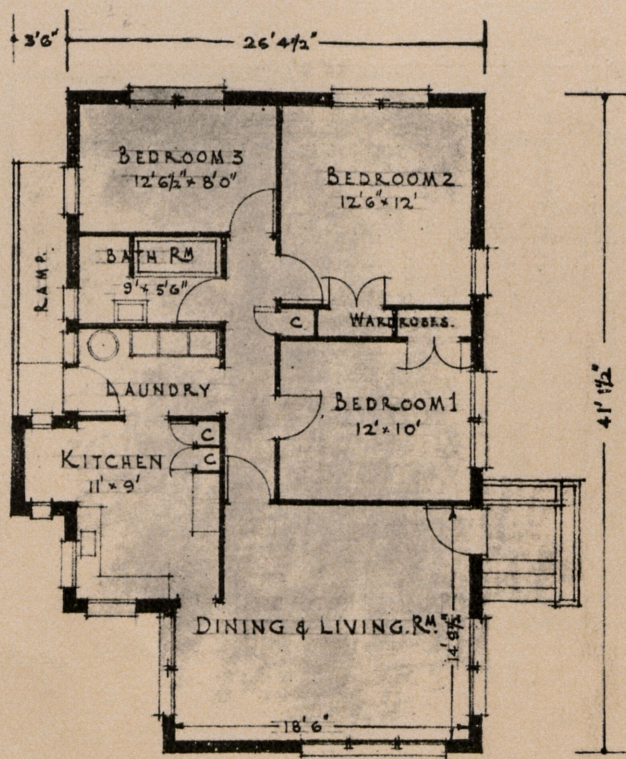 3'6"
26'4½"
BEDROOM 3
12'6½" × 8'0"
BEDROOM 2
12'6" × 12'
RAMP.
BATH RM
9' × 5'6"
C
WARDROBES.
LAUNDRY
BEDROOM 1
12' × 10'
41' 1½"
C
C
KITCHEN
11' × 9'
DINING & LIVING. RM.
14' 9½"
18'6"